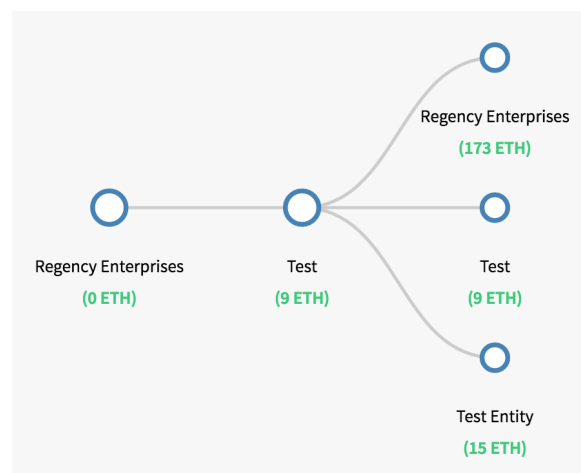 Regency Enterprises
(173 ETH)
Regency Enterprises
(0 ETH)
Test
(9 ETH)
Test
(9 ETH)
Test Entity
(15 ETH)